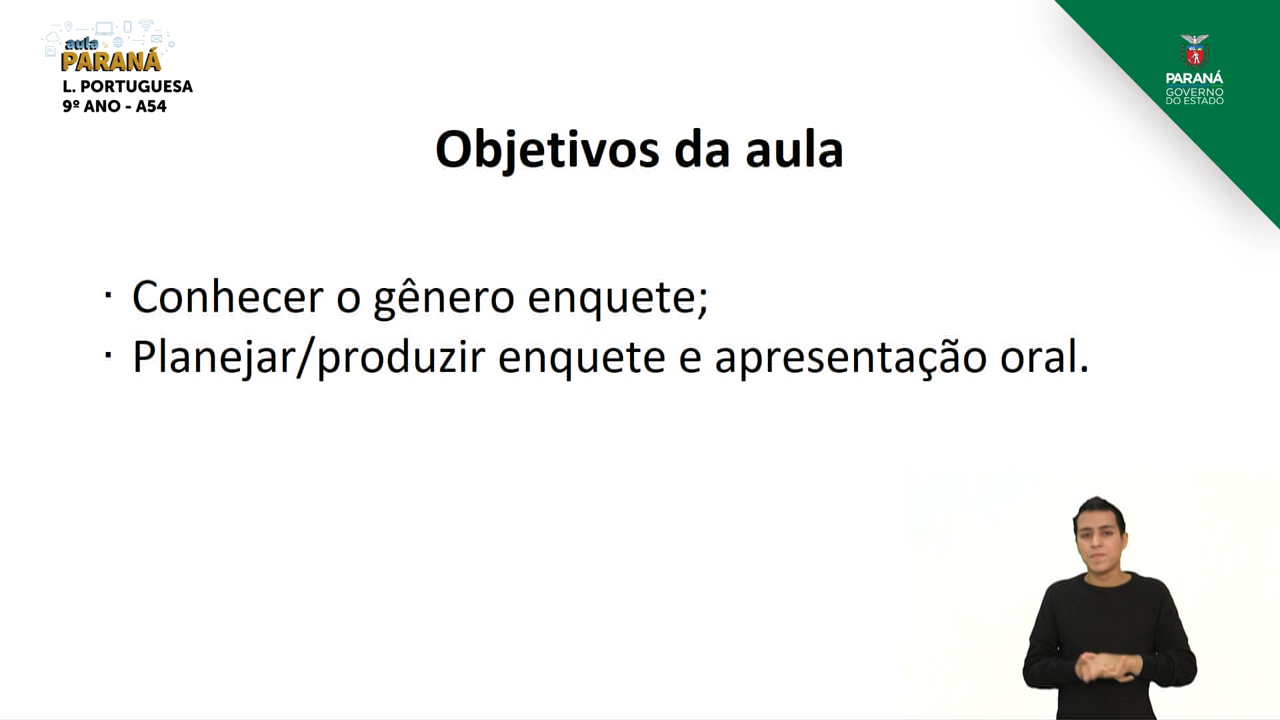 aula
PARANÁ
L. PORTUGUESA
9º ANO - A54
PARANÁ
GOVERNO
DO ESTADO
Objetivos da aula
· Conhecer o gênero enquete;
· Planejar/produzir enquete e apresentação oral.